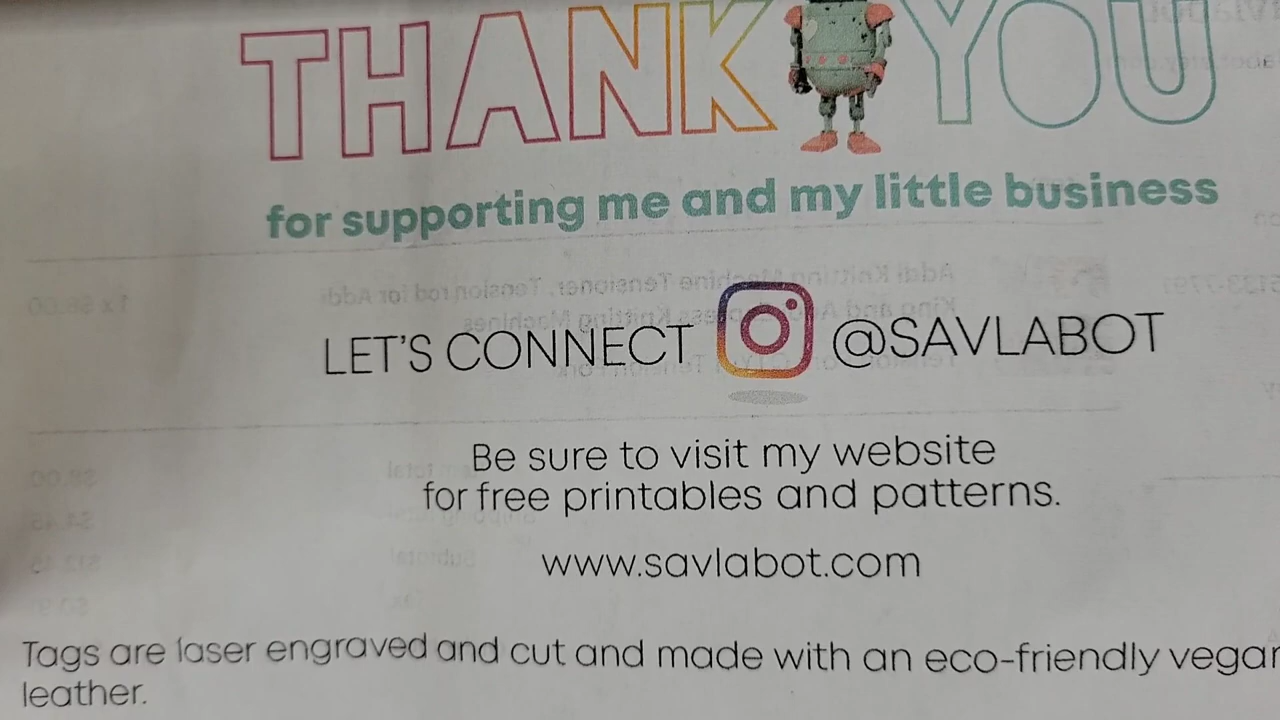 THANK YOU
for supporting me and my little business
LET'S CONNECT @SAVLABOT
Be sure to visit my website
for free printables and patterns.
www.savlabot.com
Tags are laser engraved and cut and made with an eco-friendly vegan
leather.